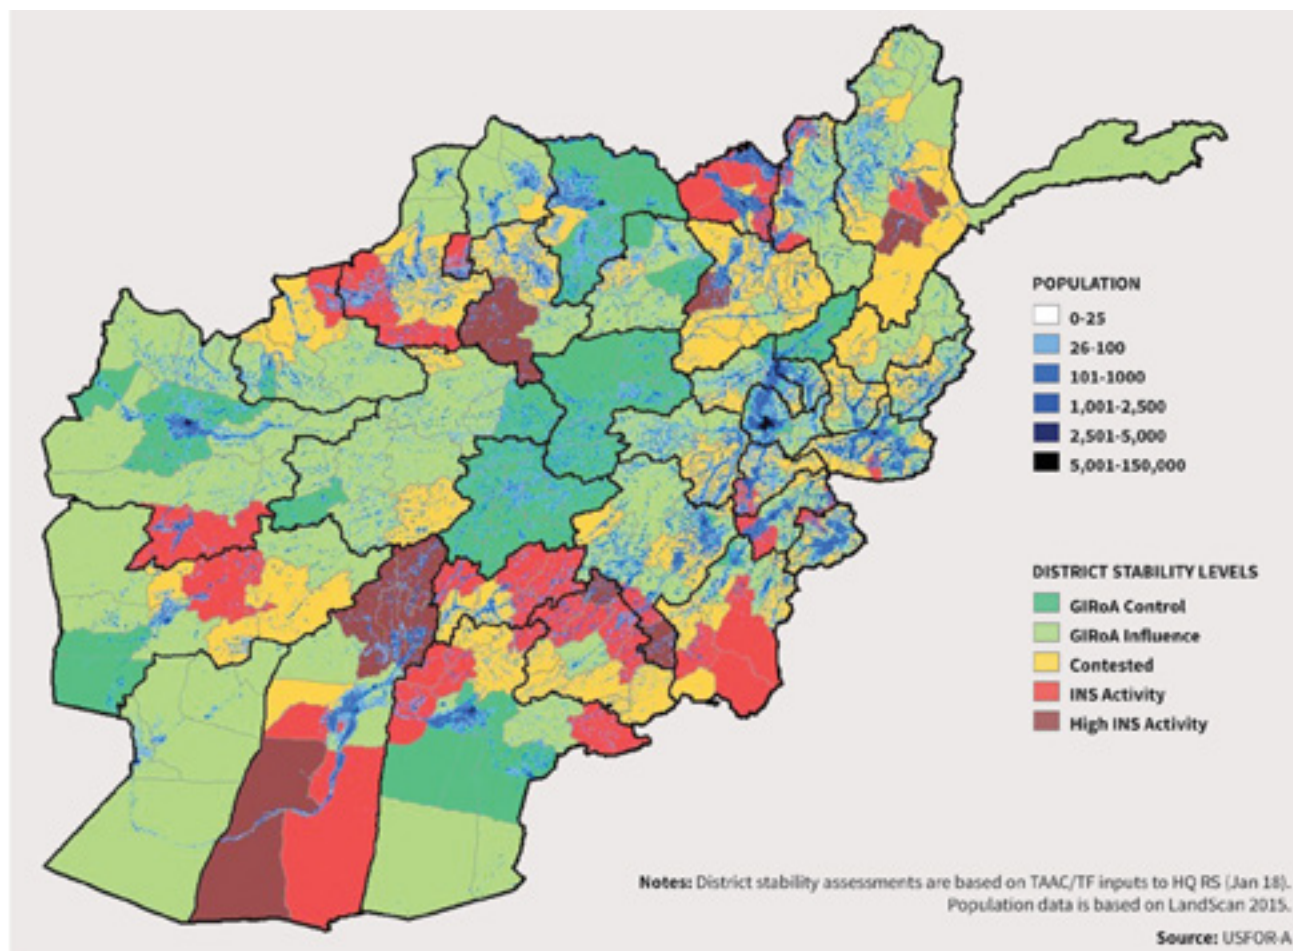 POPULATION
0-25
26-100
101-1000
1,001-2,500
2,501-5,000
5,001-150,000
DISTRICT STABILITY LEVELS
GIRoA Control
GIRoA Influence
Contested
INS Activity
High INS Activity
Notes: District stability assessments are based on TAAC/TF inputs to HQ RS (Jan 18).
Population data is based on LandScan 2015.
Source: USFOR-A